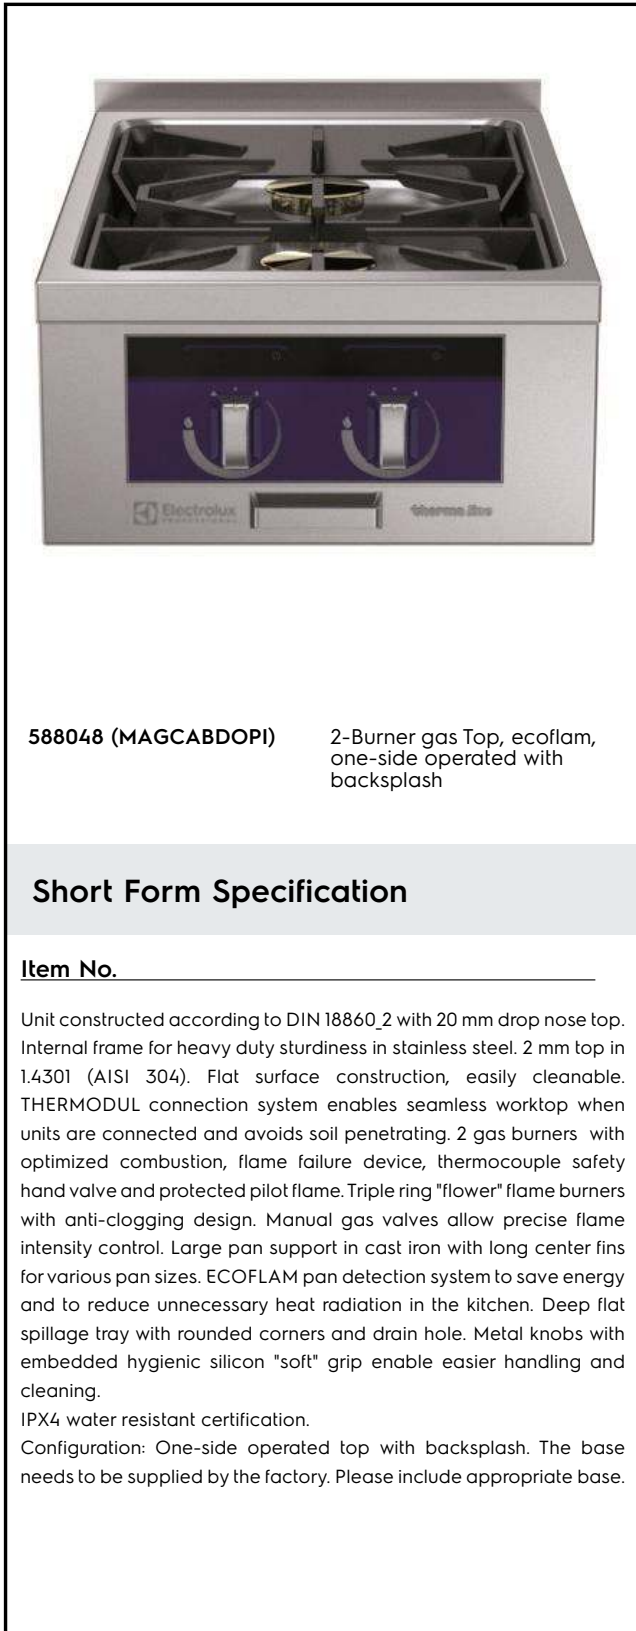 Electrolux
PROFESSIONAL
thermaline
588048 (MAGCABDOPI)
2-Burner gas Top, ecoflam,
one-side operated with
backsplash
Short Form Specification
Item No.
Unit constructed according to DIN 18860_2 with 20 mm drop nose top.
Internal frame for heavy duty sturdiness in stainless steel. 2 mm top in
1.4301 (AISI 304). Flat surface construction, easily cleanable.
THERMODUL connection system enables seamless worktop when
units are connected and avoids soil penetrating. 2 gas burners with
optimized combustion, flame failure device, thermocouple safety
hand valve and protected pilot flame. Triple ring "flower" flame burners
with anti-clogging design. Manual gas valves allow precise flame
intensity control. Large pan support in cast iron with long center fins
for various pan sizes. ECOFLAM pan detection system to save energy
and to reduce unnecessary heat radiation in the kitchen. Deep flat
spillage tray with rounded corners and drain hole. Metal knobs with
embedded hygienic silicon "soft" grip enable easier handling and
cleaning.
IPX4 water resistant certification.
Configuration: One-side operated top with backsplash. The base
needs to be supplied by the factory. Please include appropriate base.